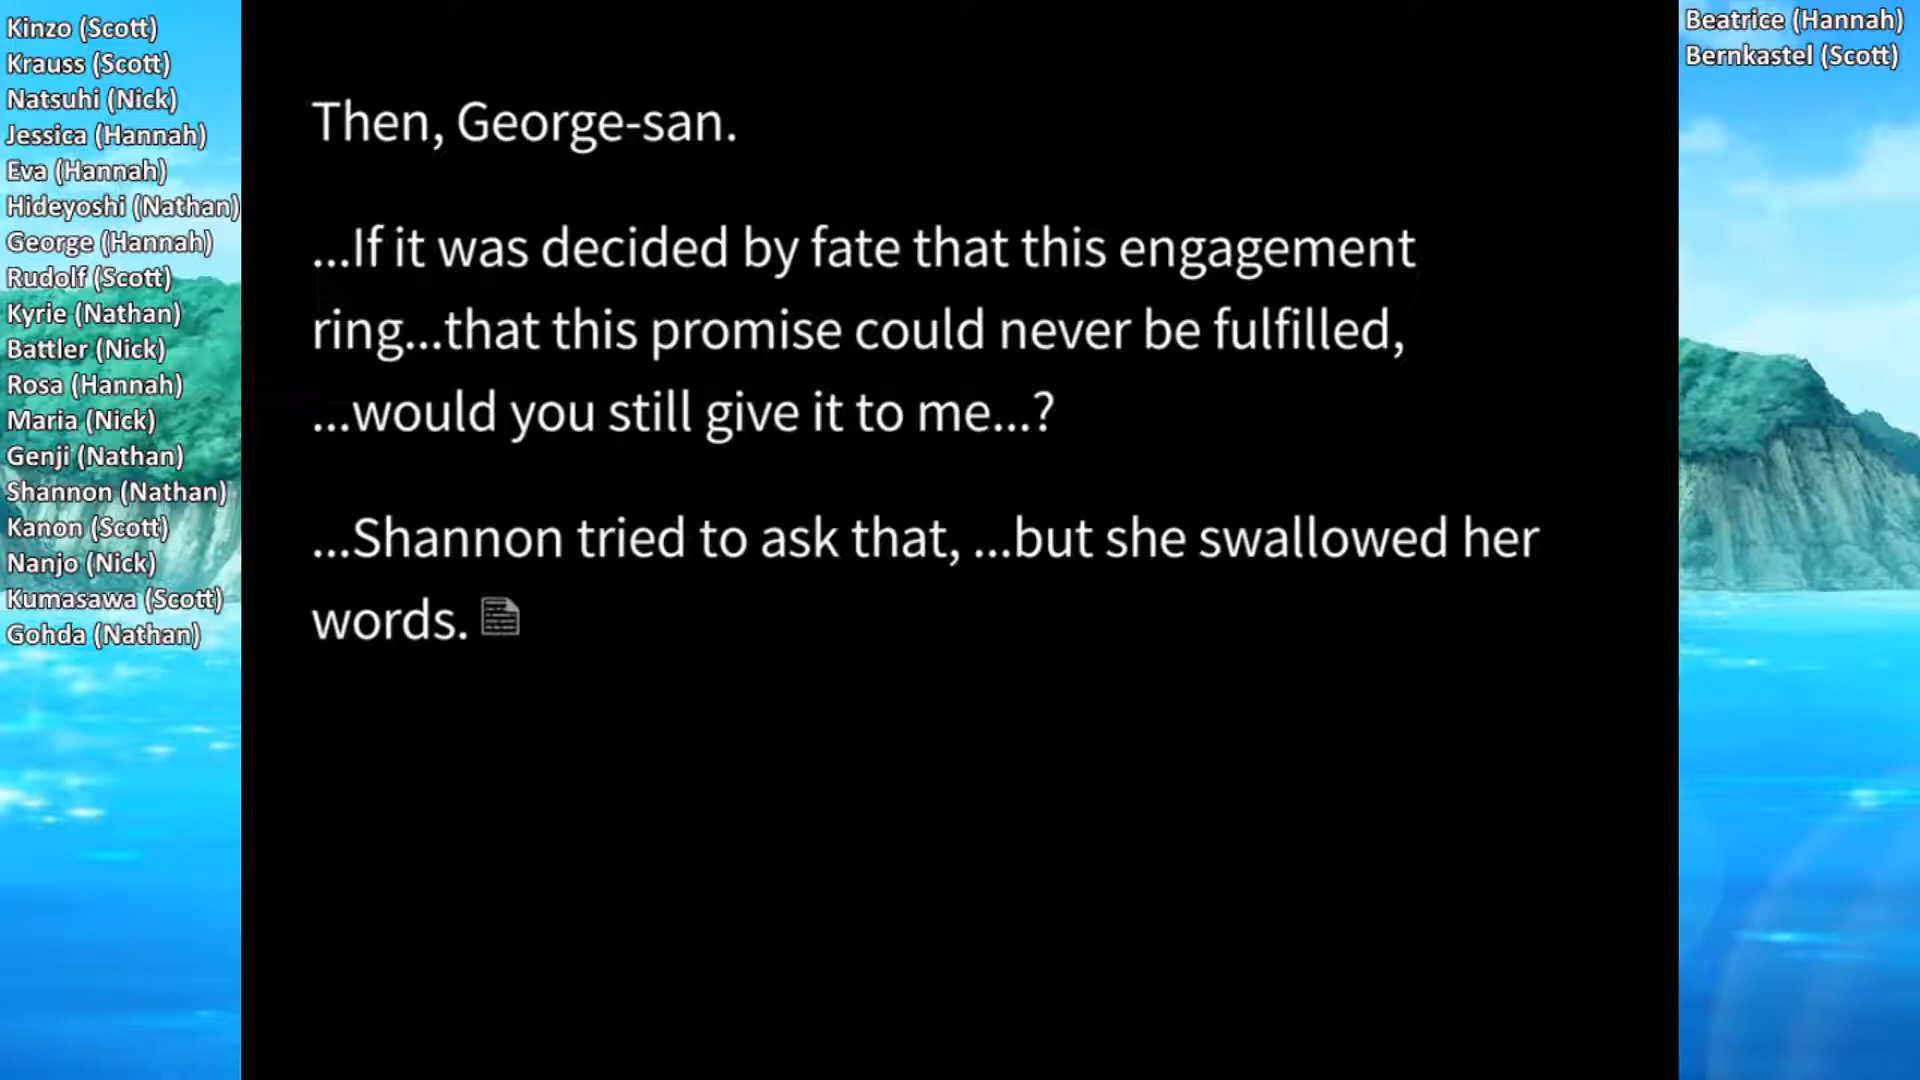 Kinzo (Scott)
Krauss (Scott)
Natsuhi (Nick)
Jessica (Hannah)
Eva (Hannah)
Hideyoshi (Nathan)
George (Hannah)
Rudolf (Scott)
Kyrie (Nathan)
Battler (Nick)
Rosa (Hannah)
Maria (Nick)
Genji (Nathan)
Shannon (Nathan)
Kanon (Scott)
Nanjo (Nick)
Kumasawa (Scott)
Gohda (Nathan)
Then, George-san.
...If it was decided by fate that this engagement
ring...that this promise could never be fulfilled,
...would you still give it to me...?
...Shannon tried to ask that, ...but she swallowed her
words.
Beatrice (Hannah)
Bernkastel (Scott)